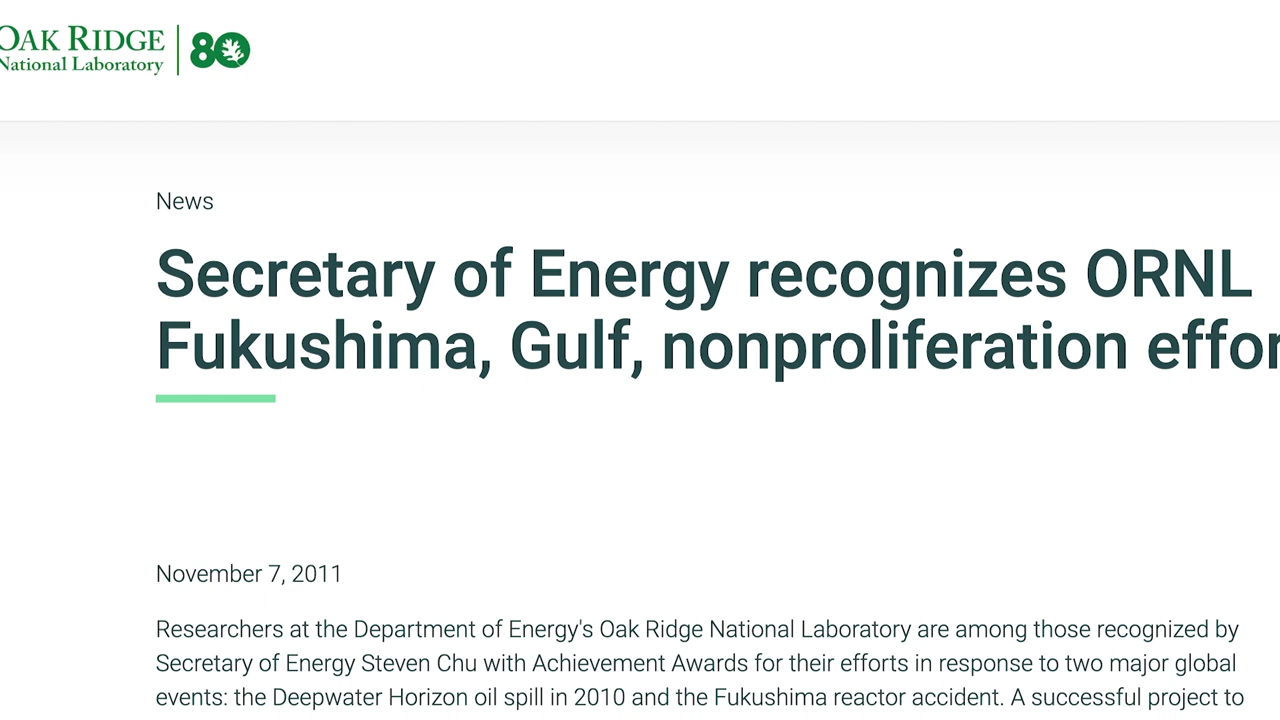 OAK RIDGE
National Laboratory
80
News
Secretary of Energy recognizes ORNL
Fukushima, Gulf, nonproliferation
November 7, 2011
Researchers at the Department of Energy's Oak Ridge National Laboratory are among those recognized by
Secretary of Energy Steven Chu with Achievement Awards for their efforts in response to two major global
events: the Deepwater Horizon oil spill in 2010 and the Fukushima reactor accident. A successful project to